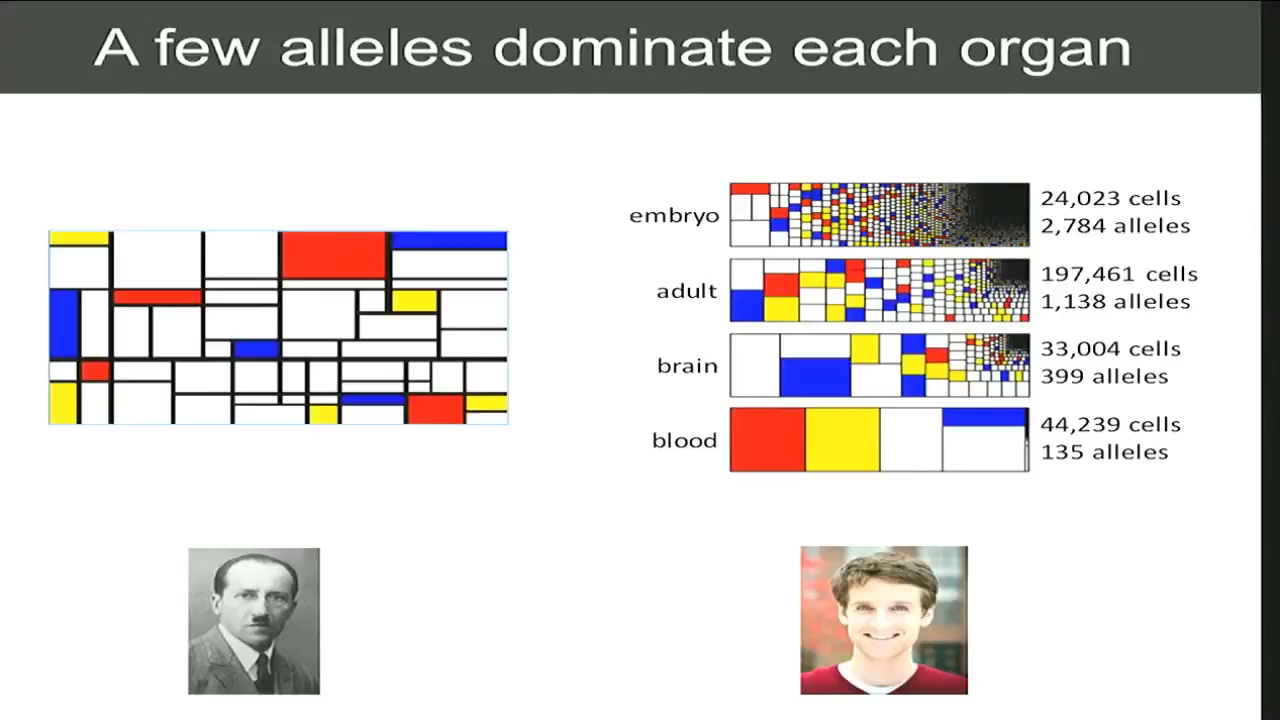 A few alleles dominate each organ
embryo
24,023 cells
2,784 alleles
adult
197,461 cells
1,138 alleles
brain
33,004 cells
399 alleles
blood
44,239 cells
135 alleles